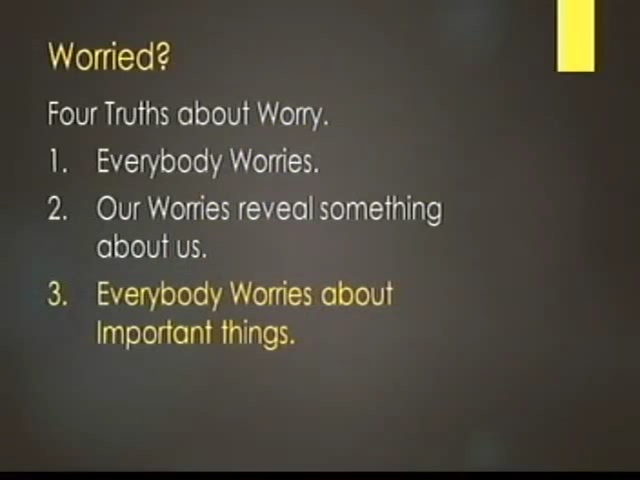 Worried?
Four Truths about Worry.
1. Everybody Worries.
2. Our Worries reveal something
about us.
3. Everybody Worries about
Important things.